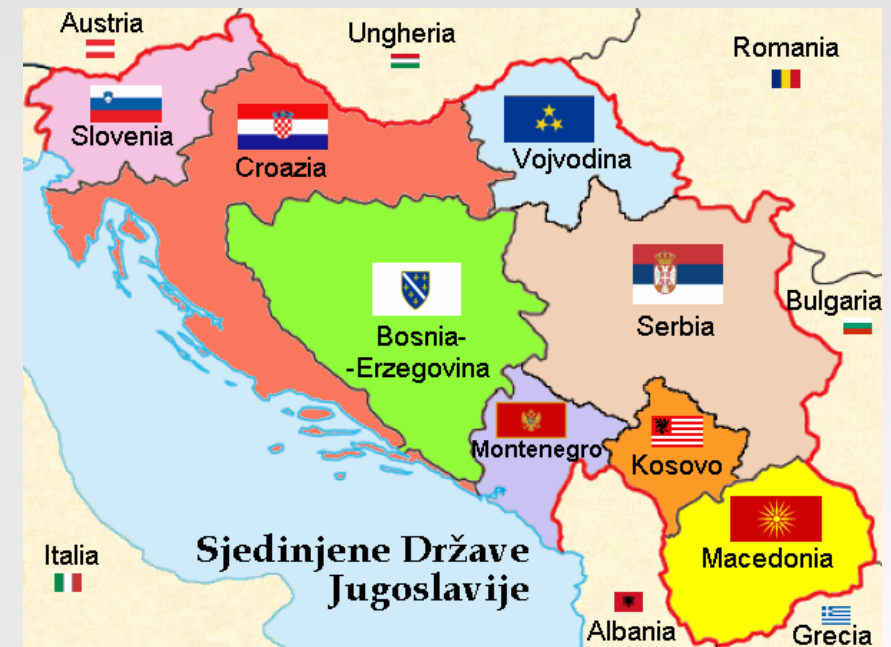 Austria
Ungheria
Romania
Slovenia
Croazia
Vojvodina
Bulgaria
Serbia
Bosnia-
-Erzegovina
Montenegro
Kosovo
Macedonia
Sjedinjene Države
Jugoslavije
Italia
Albania
Grecia